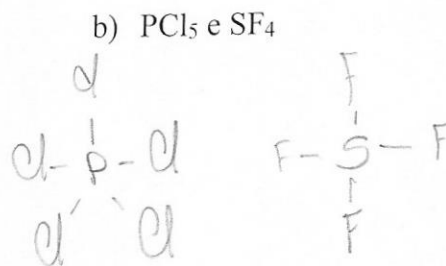 b) PCl₅ e SF₄
Cl F
Cl - P - Cl F - S - F
Cl Cl F